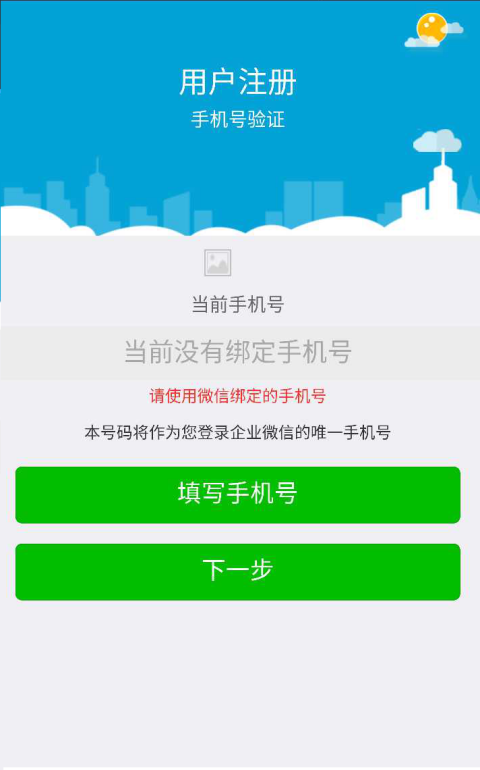 用户注册
手机号验证
当前手机号
当前没有绑定手机号
请使用微信绑定的手机号
本号码将作为您登录企业微信的唯一手机号
填写手机号
下一步